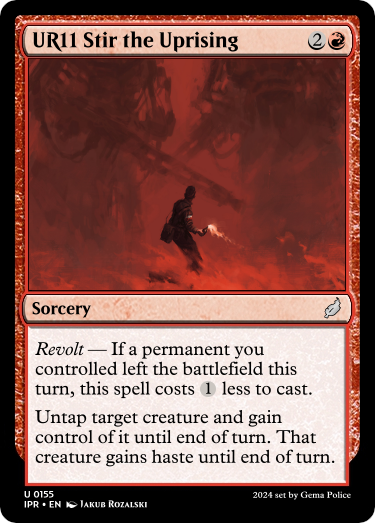 UR11 Stir the Uprising 2
Sorcery
Revolt — If a permanent you
controlled left the battlefield this
turn, this spell costs 1 less to cast.
Untap target creature and gain
control of it until end of turn. That
creature gains haste until end of turn.
U 0155
IPR • EN Jakub Rozalski
2024 set by Gema Police